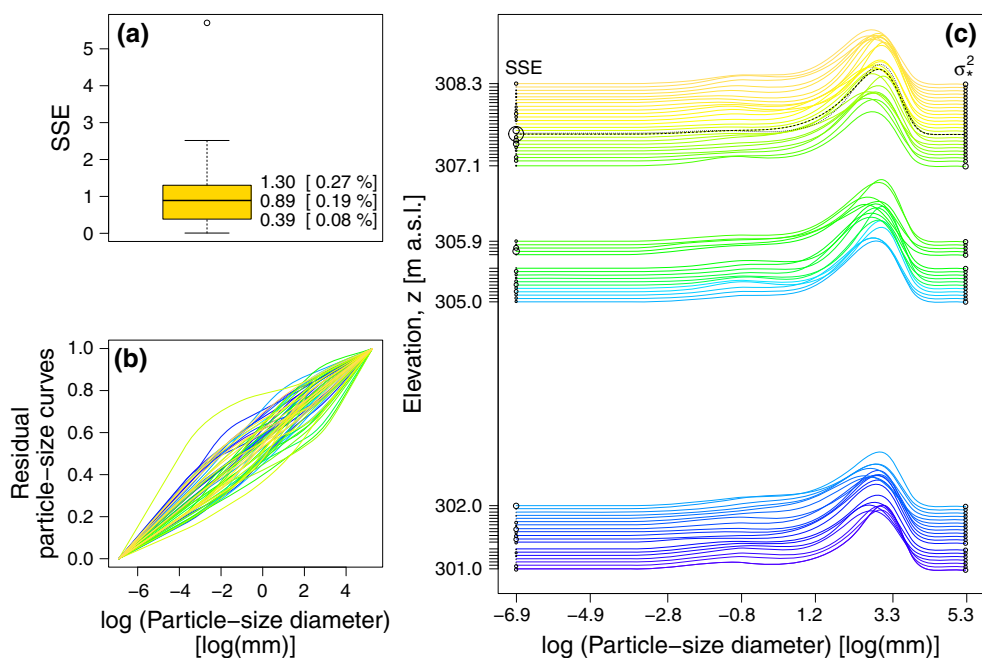 (a)
SSE
5
4
3
2
1
0
1.30 [ 0.27 %]
0.89 [ 0.19 %]
0.39 [ 0.08 %]
(b)
Residual
particle−size curves
1.0
0.8
0.6
0.4
0.2
0.0
−6 −4 −2 0 2 4
log (Particle−size diameter)
[log(mm)]
(c)
SSE
σ*²
Elevation, z [m a.s.l.]
308.3
307.1
305.9
305.0
302.0
301.0
−6.9 −4.9 −2.8 −0.8 1.2 3.3 5.3
log (Particle−size diameter) [log(mm)]